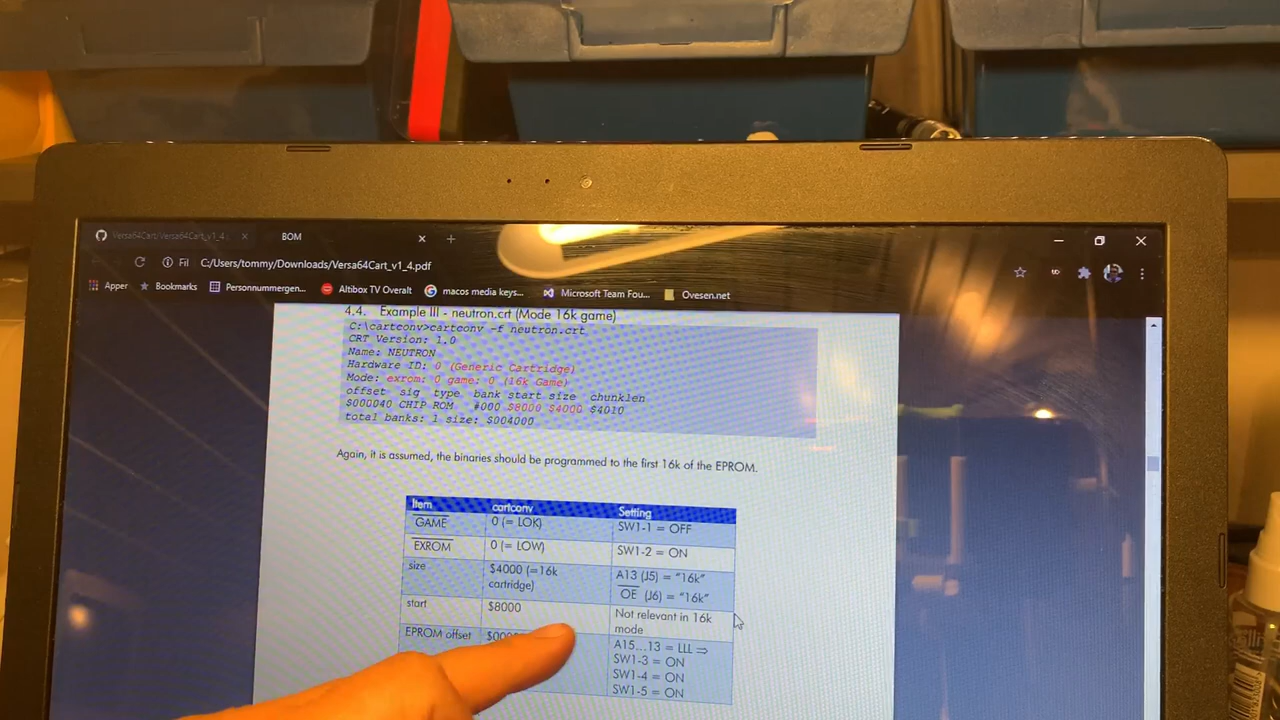 Versa64Cart/Versa64Cart_v1_4.
BOM
Fil C:/Users/tommy/Downloads/Versa64Cart_v1_4.pdf
Apper Bookmarks Personnummergen... Altibox TV Overalt macos media keys... Microsoft Team Fou... Ovesen.net
4.4. Example III - neutron.crt (Mode 16k game)
C:\cartconv>cartconv -f neutron.crt
CRT Version: 1.0
Name: NEUTRON
Hardware ID: 0 (Generic Cartridge)
Mode: exrom: 0 game: 0 (16k Game)
offset sig type bank start size chunklen
$000040 CHIP ROM #000 $8000 $4000 $4010
total banks: 1 size: $004000
Again, it is assumed, the binaries should be programmed to the first 16k of the EPROM.
Item cartconv Setting
GAME 0 (= LOK) SW1-1 = OFF
EXROM 0 (= LOW) SW1-2 = ON
size $4000 (=16k cartridge) A13 (J5) = "16k"
OE (J6) = "16k"
start $8000 Not relevant in 16k
mode
EPROM offset A15...13 = LLL ⇒
SW1-3 = ON
SW1-4 = ON
SW1-5 = ON